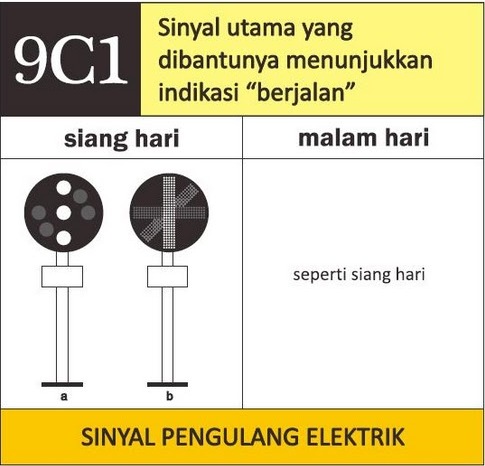 9C1
Sinyal utama yang
dibantunya menunjukkan
indikasi “berjalan”
siang hari
malam hari
seperti siang hari
a
b
SINYAL PENGULANG ELEKTRIK